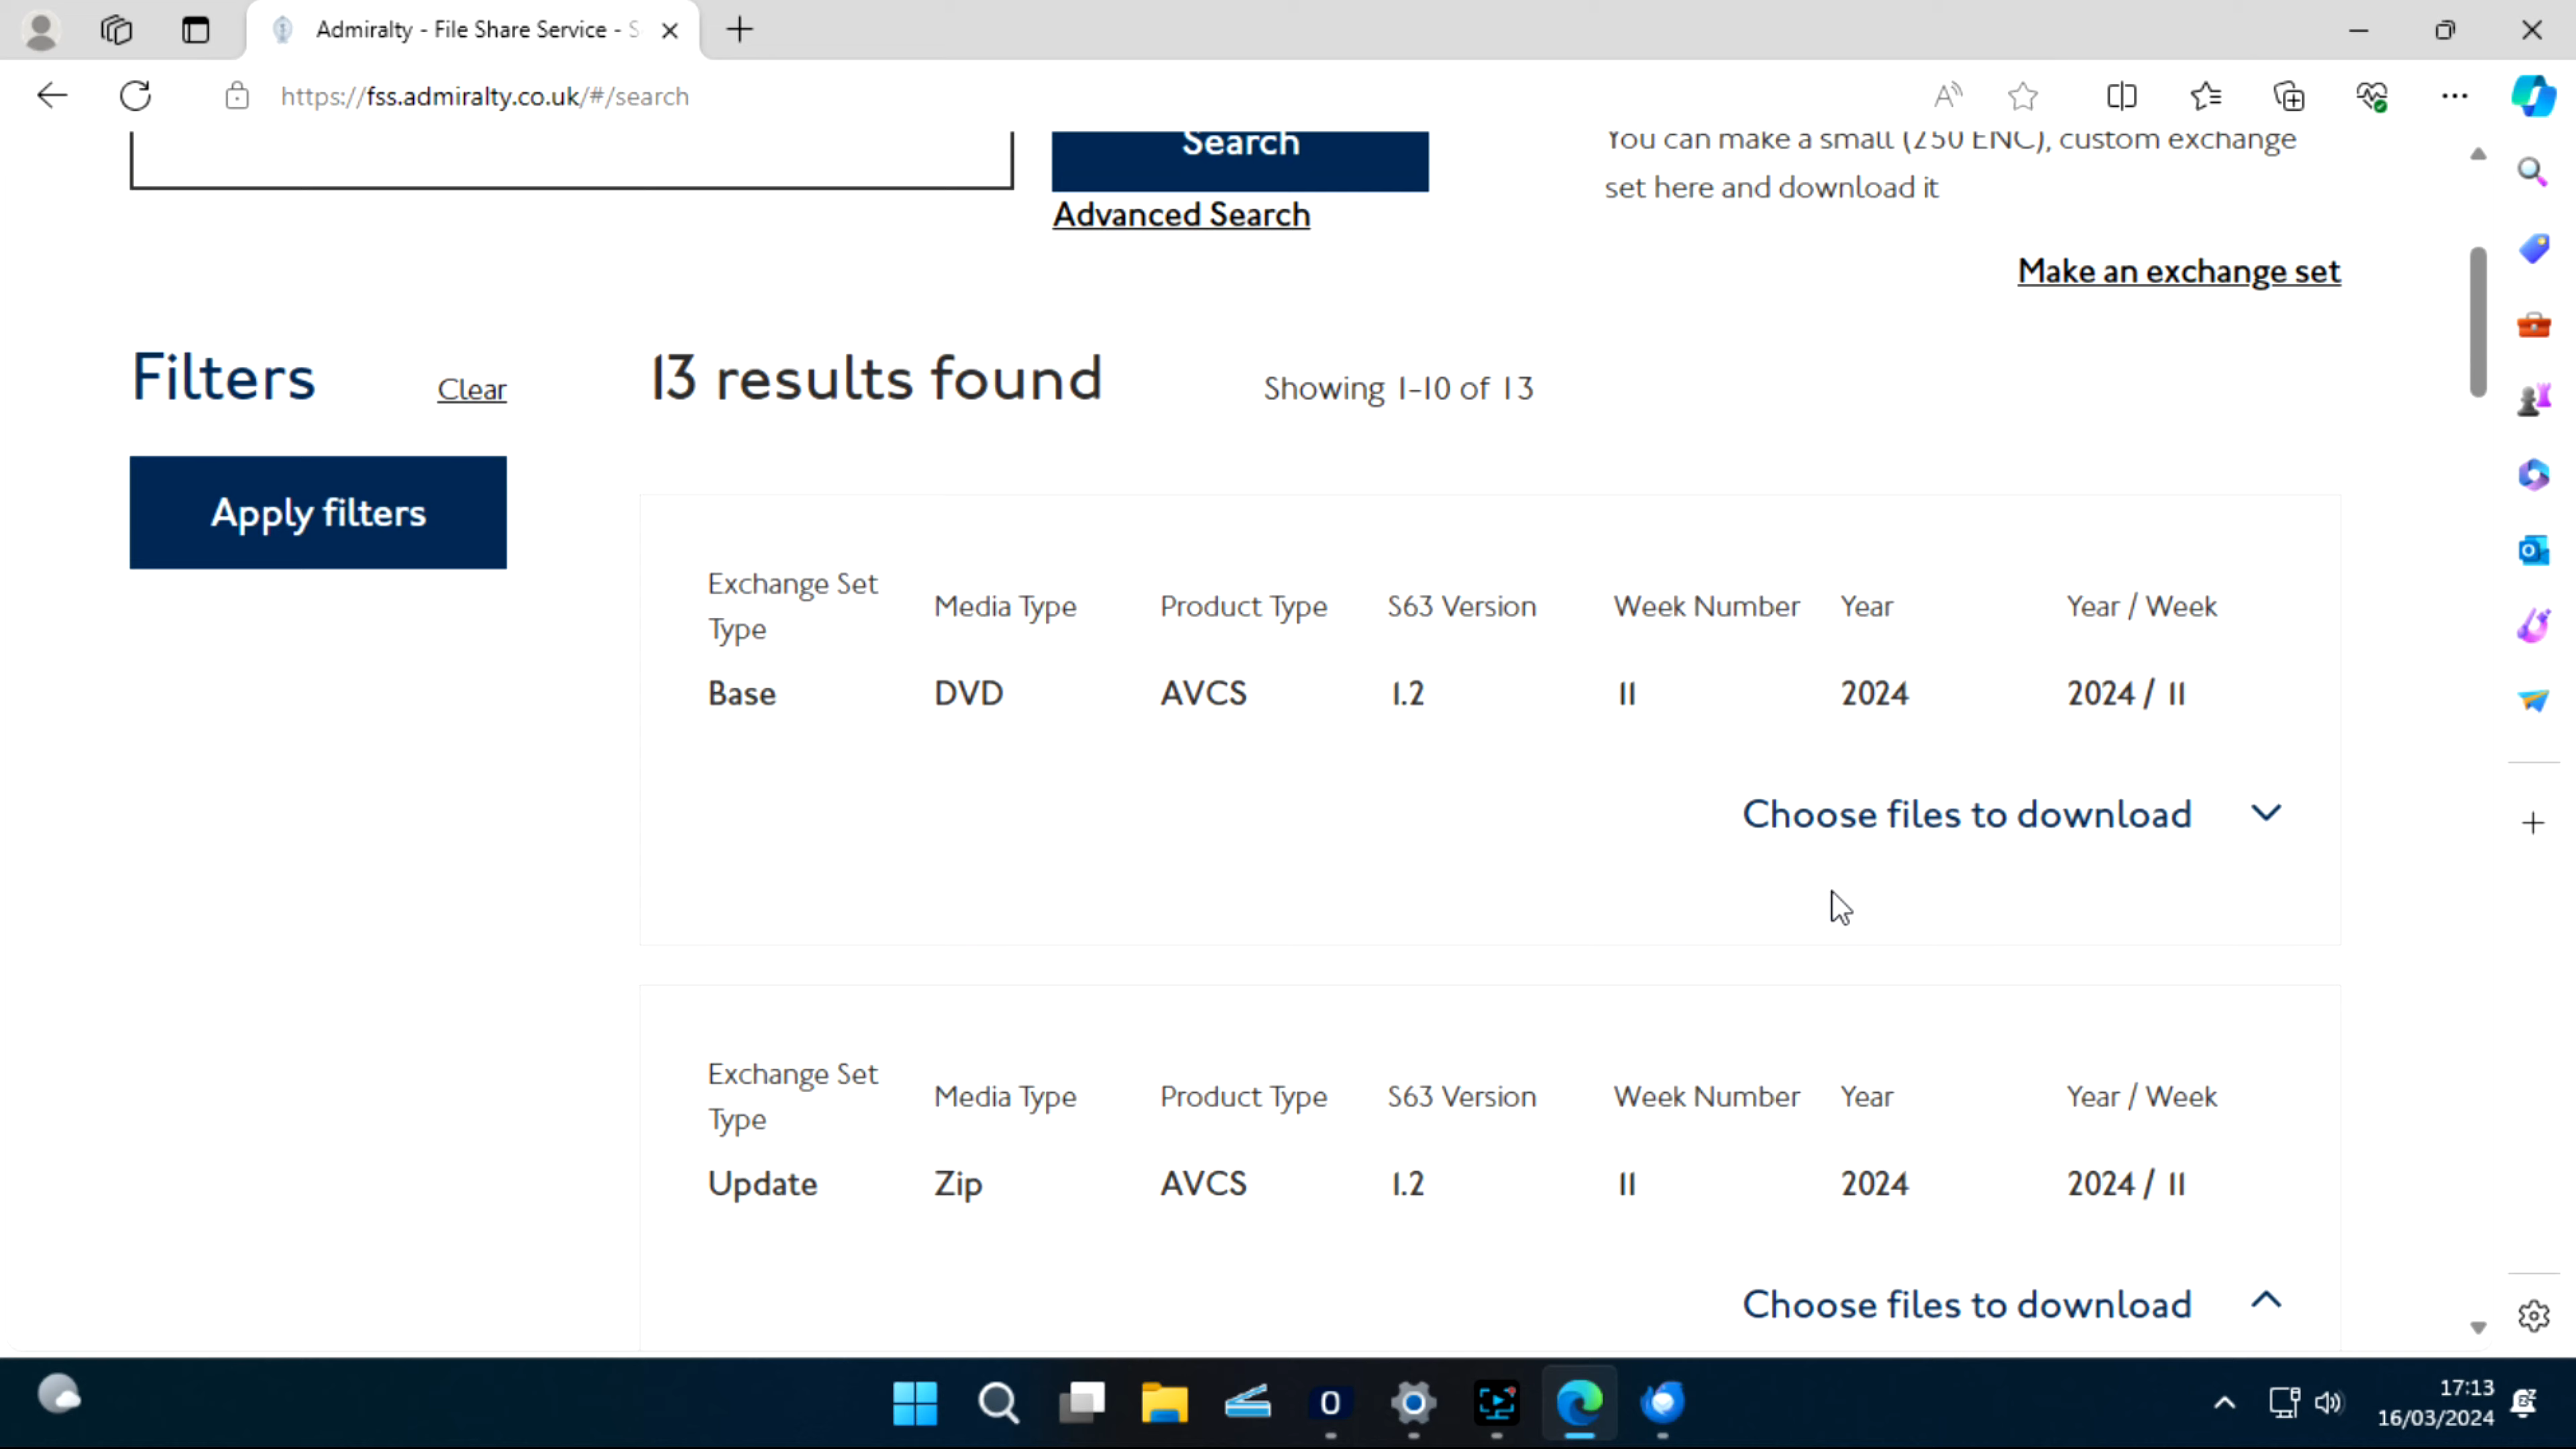 Admiralty - File Share Service - S
https://fss.admiralty.co.uk/#/search
Search
You can make a small (250 ENC), custom exchange
set here and download it
Advanced Search
Make an exchange set
Filters
Clear
13 results found
Showing 1-10 of 13
Apply filters
Exchange Set
Type
Media Type
Product Type
S63 Version
Week Number
Year
Year / Week
Base
DVD
AVCS
1.2
11
2024
2024 / 11
Choose files to download
Exchange Set
Type
Media Type
Product Type
S63 Version
Week Number
Year
Year / Week
Update
Zip
AVCS
1.2
11
2024
2024 / 11
Choose files to download
17:13
16/03/2024